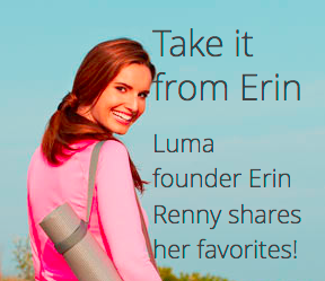 Take it
from Erin
Luma
founder Erin
Renny shares
her favorites!